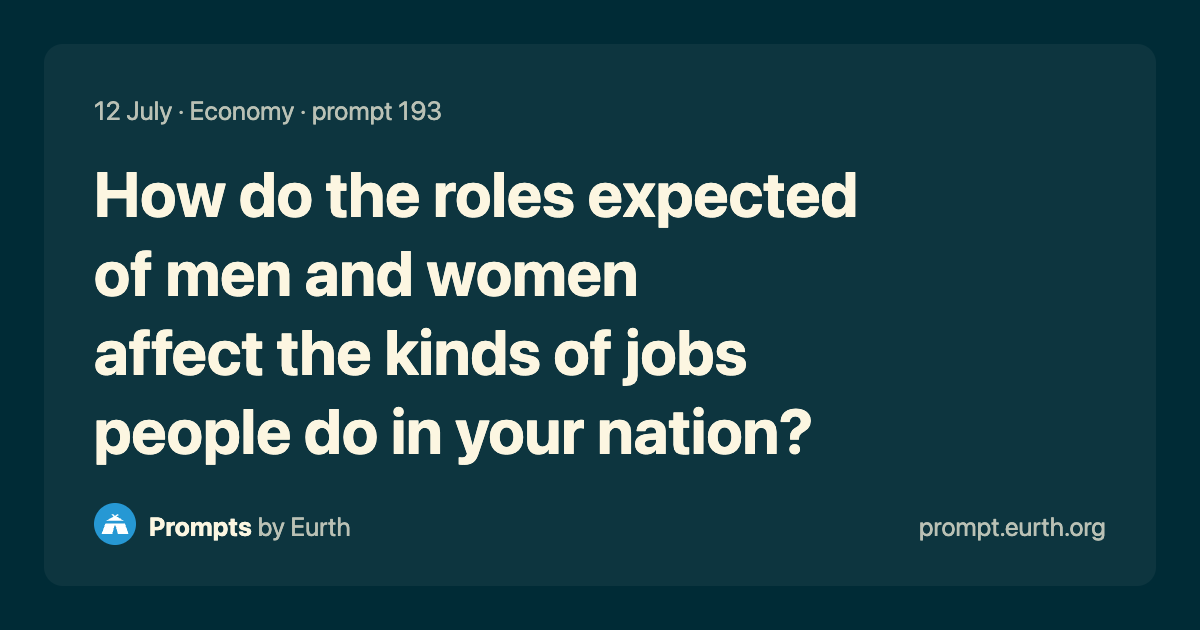 12 July · Economy · prompt 193
How do the roles expected
of men and women
affect the kinds of jobs
people do in your nation?
Prompts by Eurth
prompt.eurth.org